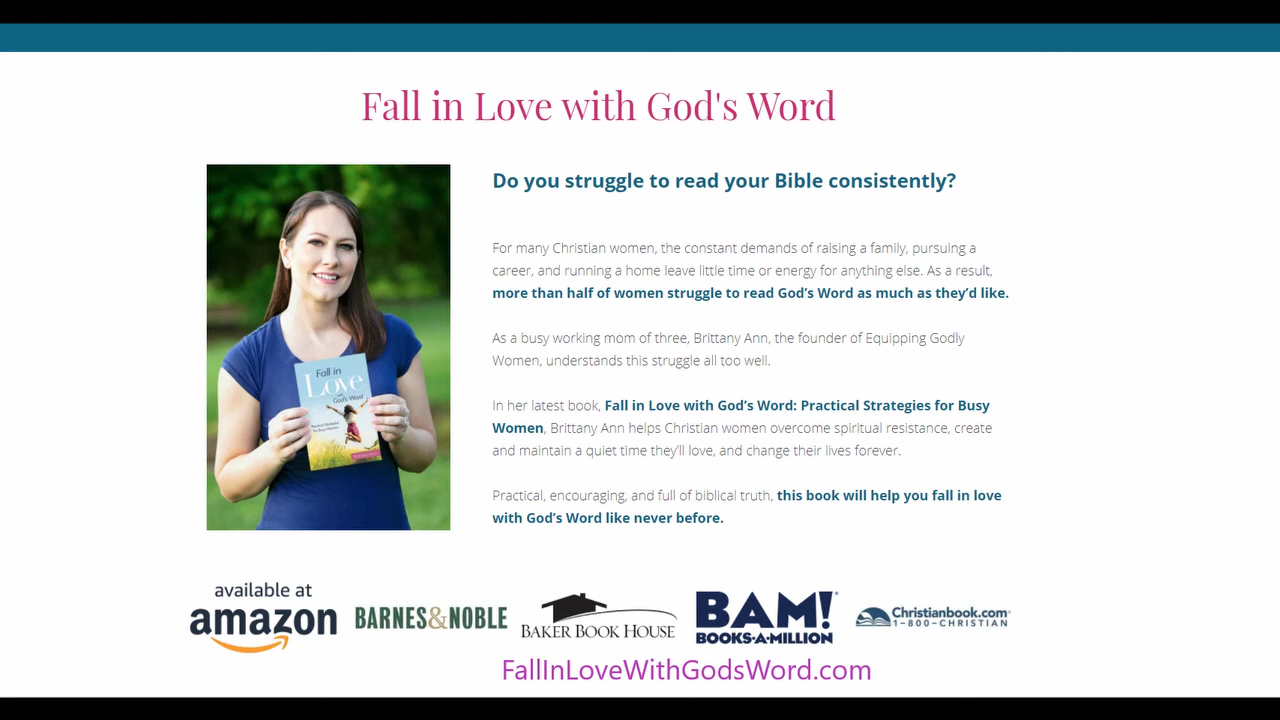 Fall in Love with God's Word
Do you struggle to read your Bible consistently?
For many Christian women, the constant demands of raising a family, pursuing a
career, and running a home leave little time or energy for anything else. As a result,
more than half of women struggle to read God's Word as much as they'd like.
As a busy working mom of three, Brittany Ann, the founder of Equipping Godly
Women, understands this struggle all too well.
In her latest book, Fall in Love with God's Word: Practical Strategies for Busy
Women, Brittany Ann helps Christian women overcome spiritual resistance, create
and maintain a quiet time they'll love, and change their lives forever.
Practical, encouraging, and full of biblical truth, this book will help you fall in love
with God's Word like never before.
Fall in
Love
with
God's Word
Practical Strategies
for Busy Women
available at
amazon
BARNES&NOBLE
BAKER BOOK HOUSE
BAM!
BOOKS·A·MILLION
Christianbook.com
1-800-CHRISTIAN
FallInLoveWithGodsWord.com